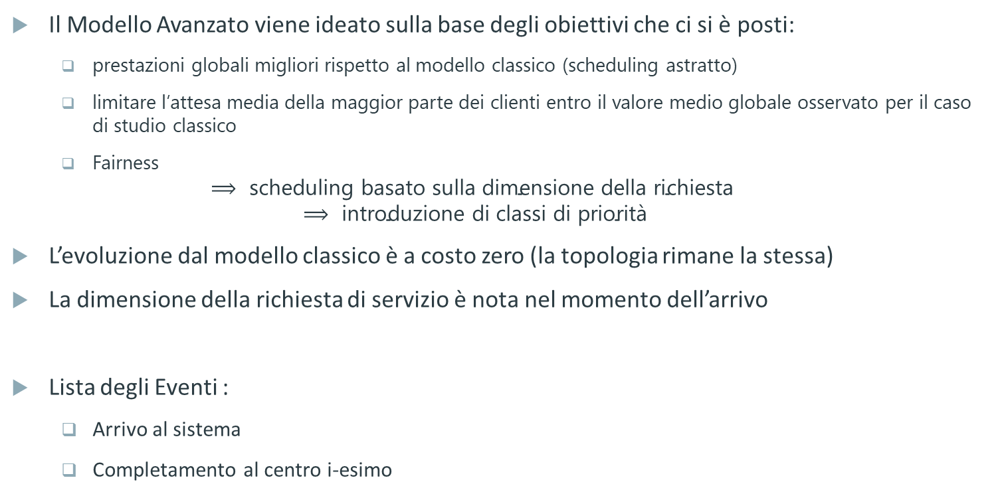 Il Modello Avanzato viene ideato sulla base degli obiettivi che ci si è posti:
prestazioni globali migliori rispetto al modello classico (scheduling astratto)
limitare l'attesa media della maggior parte dei clienti entro il valore medio globale osservato per il caso
di studio classico
Fairness
⟹ scheduling basato sulla dimensione della richiesta
⟹ introduzione di classi di priorità
L'evoluzione dal modello classico è a costo zero (la topologia rimane la stessa)
La dimensione della richiesta di servizio è nota nel momento dell'arrivo
Lista degli Eventi :
Arrivo al sistema
Completamento al centro i-esimo